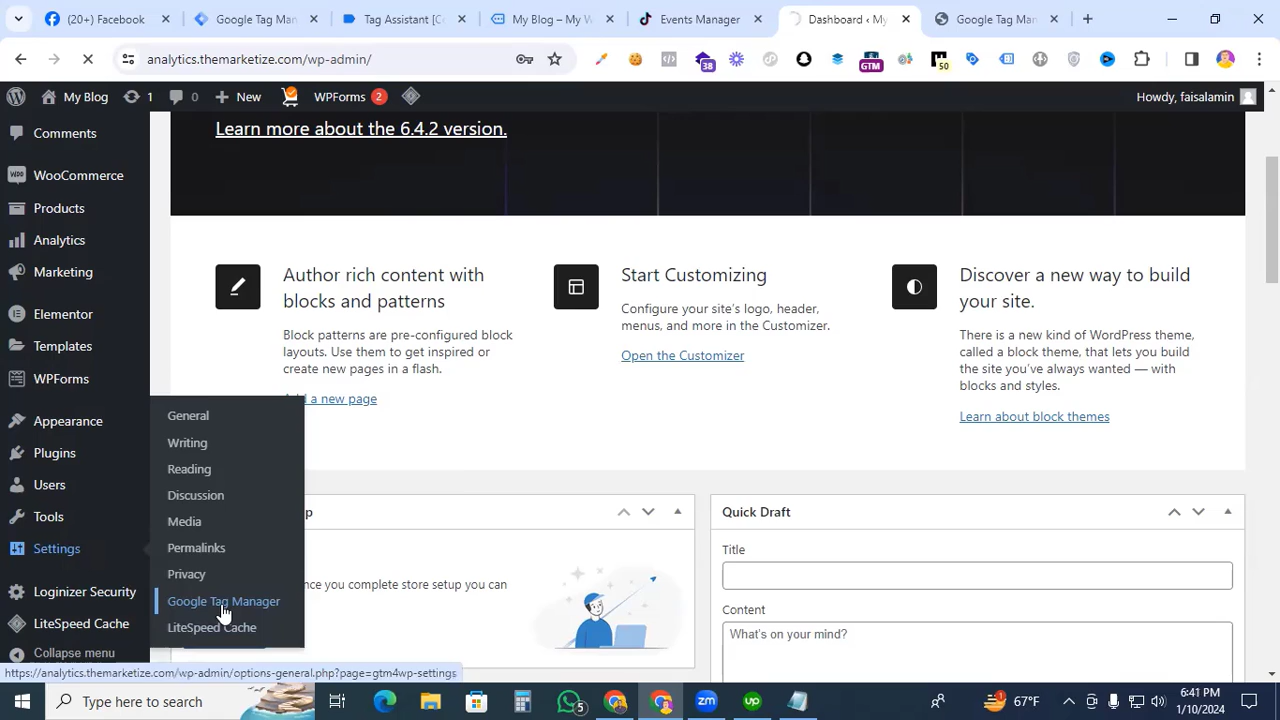 (20+) Facebook
Google Tag Man
Tag Assistant [C
My Blog – My W
Events Manager
Dashboard ‹ My
Google Tag Man
analytics.themarketize.com/wp-admin/
38
GTM
50
My Blog
1
0
New
WPForms 2
Howdy, faisalamin
Comments
WooCommerce
Products
Analytics
Marketing
Elementor
Templates
WPForms
Appearance
Plugins
Users
Tools
Settings
Loginizer Security
LiteSpeed Cache
Collapse menu
General
Writing
Reading
Discussion
Media
Permalinks
Privacy
Google Tag Manager
LiteSpeed Cache
Learn more about the 6.4.2 version.
Author rich content with
blocks and patterns
Block patterns are pre-configured block
layouts. Use them to get inspired or
create new pages in a flash.
d a new page
Start Customizing
Configure your site's logo, header,
menus, and more in the Customizer.
Open the Customizer
Discover a new way to build
your site.
There is a new kind of WordPress theme,
called a block theme, that lets you build
the site you've always wanted — with
blocks and styles.
Learn about block themes
p
nce you complete store setup you can
Quick Draft
Title
Content
What's on your mind?
https://analytics.themarketize.com/wp-admin/options-general.php?page=gtm4wp-settings
Type here to search
5
1
67°F
6:41 PM
1/10/2024